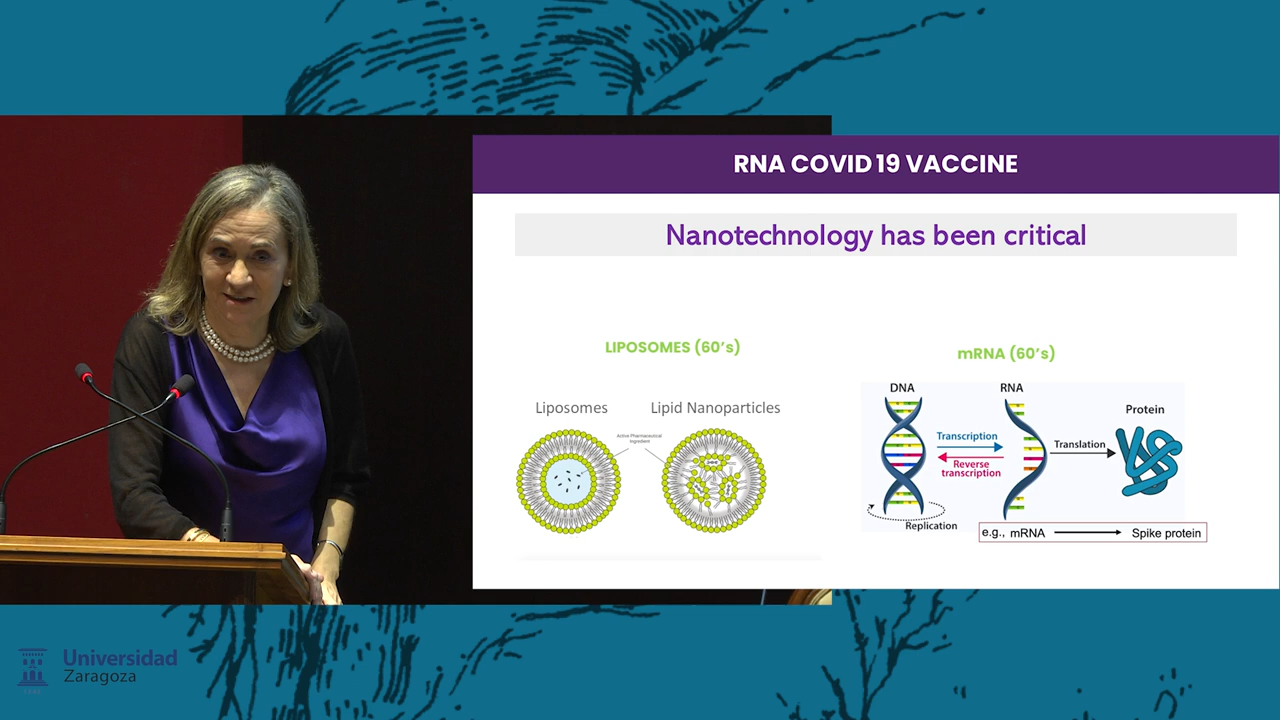 RNA COVID 19 VACCINE
Nanotechnology has been critical
LIPOSOMES (60's)
Liposomes
Lipid Nanoparticles
Active Pharmaceutical
Ingredient
mRNA (60's)
DNA
RNA
Protein
Transcription
Translation
Reverse
transcription
Replication
e.g., mRNA
Spike protein
Universidad
Zaragoza